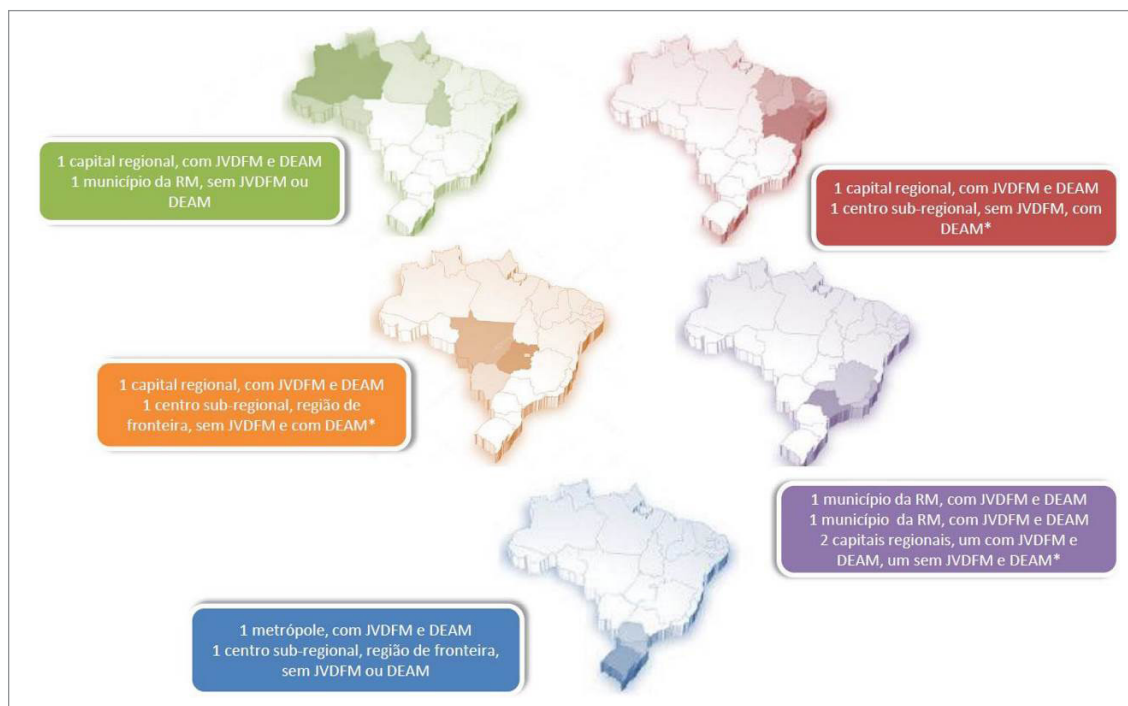 1 capital regional, com JVDFM e DEAM
1 município da RM, sem JVDFM ou
DEAM
1 capital regional, com JVDFM e DEAM
1 centro sub-regional, sem JVDFM, com
DEAM*
1 capital regional, com JVDFM e DEAM
1 centro sub-regional, região de
fronteira, sem JVDFM e com DEAM*
1 município da RM, com JVDFM e DEAM
1 município da RM, com JVDFM e DEAM
2 capitais regionais, um com JVDFM e
DEAM, um sem JVDFM e DEAM*
1 metrópole, com JVDFM e DEAM
1 centro sub-regional, região de fronteira,
sem JVDFM ou DEAM